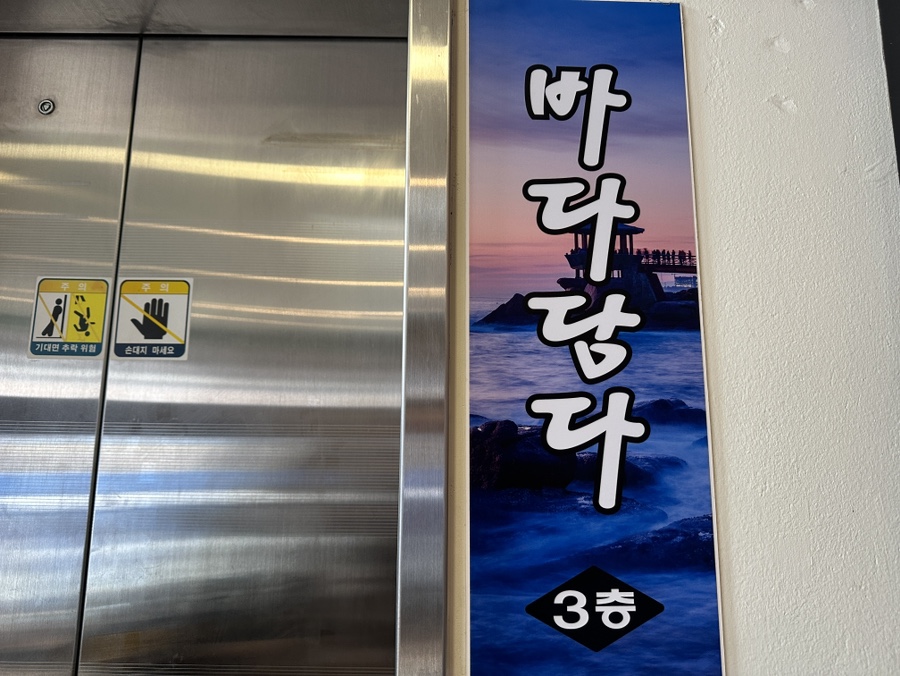 주의
기대면 추락 위험
주의
손대지 마세요
바다담다
3층